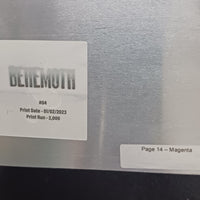 BEHEMOTH
#04
Print Date - 01/02/2023
Print Run - 2,000
Page 14 – Magenta